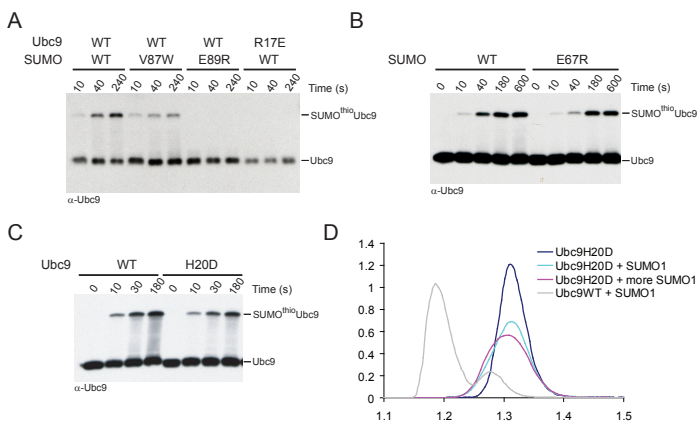 A
Ubc9 WT WT WT R17E
SUMO WT V87W E89R WT
10 40 240 10 40 240 10 40 240 10 40 240 Time (s)
SUMOthioUbc9
Ubc9
α-Ubc9
B
SUMO WT E67R
0 10 40 180 600 0 10 40 180 600 Time (s)
SUMOthioUbc9
Ubc9
α-Ubc9
C
Ubc9 WT H20D
0 10 30 180 0 10 30 180 Time (s)
SUMOthioUbc9
Ubc9
α-Ubc9
D
1.4
1.2
1
0.8
0.6
0.4
0.2
0
1.1 1.2 1.3 1.4 1.5
Ubc9H20D
Ubc9H20D + SUMO1
Ubc9H20D + more SUMO1
Ubc9WT + SUMO1